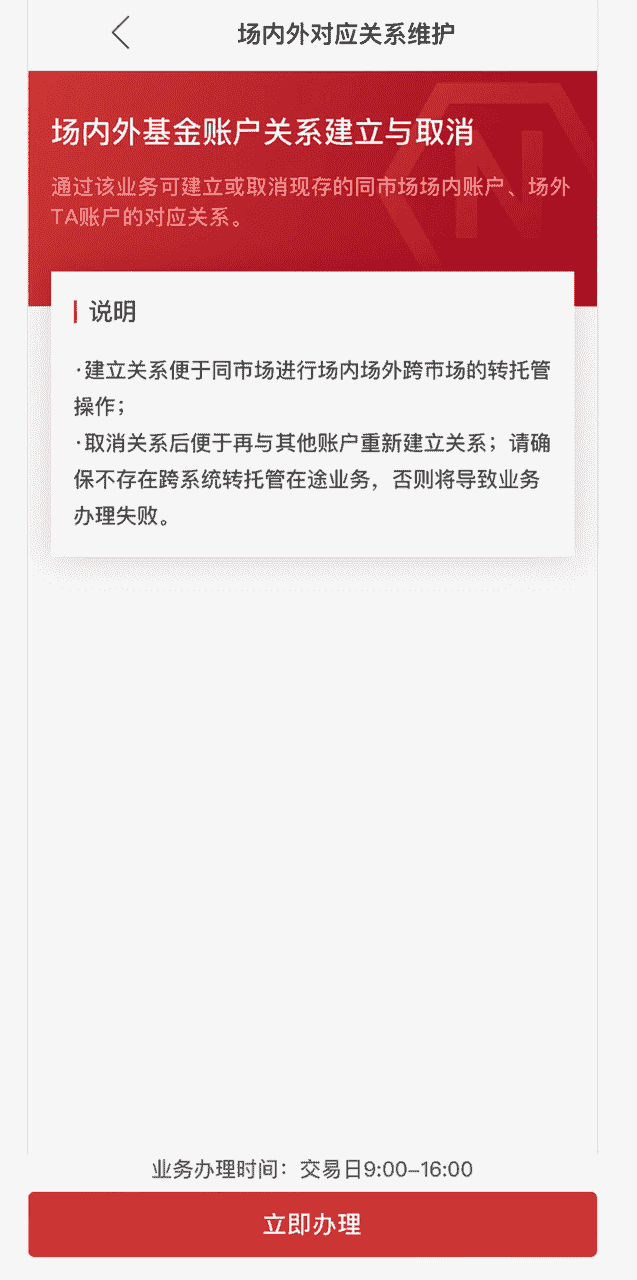 场内外对应关系维护
场内外基金账户关系建立与取消
通过该业务可建立或取消现存的同市场场内账户、场外
TA账户的对应关系。
说明
·建立关系便于同市场进行场内场外跨市场的转托管
操作；
·取消关系后便于再与其他账户重新建立关系；请确
保不存在跨系统转托管在途业务，否则将导致业务
办理失败。
业务办理时间：交易日9:00-16:00
立即办理